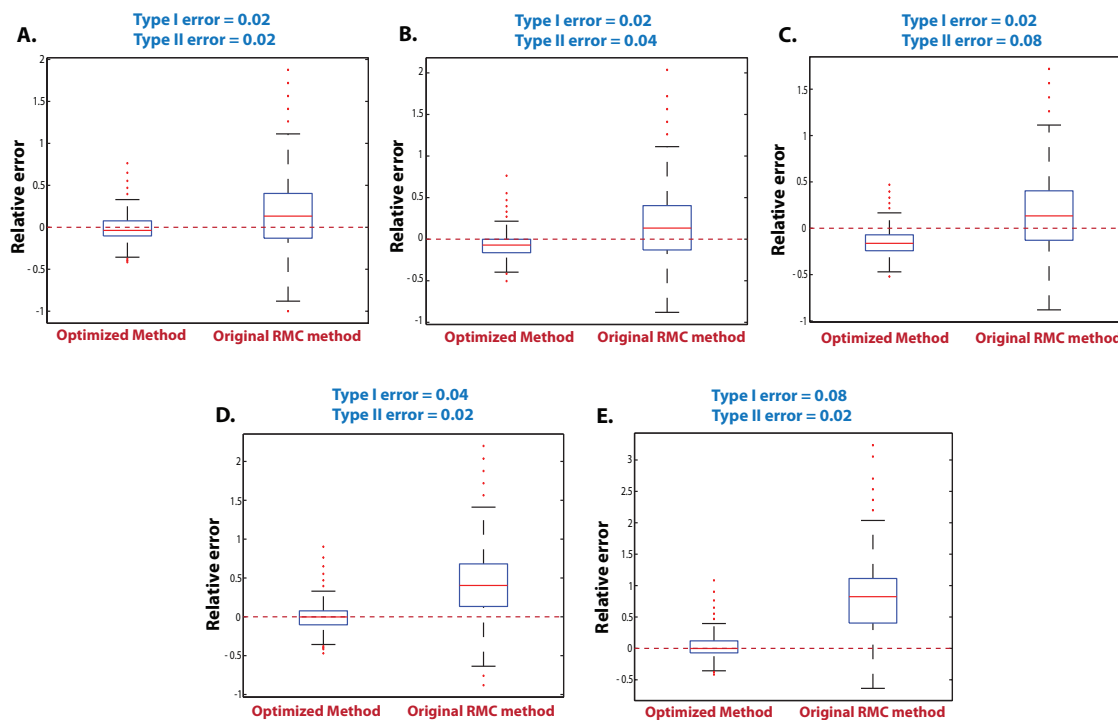 A.
Type I error = 0.02
Type II error = 0.02
Relative error
2
1.5
1
0.5
0
- 0.5
-1
Optimized Method
Original RMC method
B.
Type I error = 0.02
Type II error = 0.04
Relative error
2
1.5
1
0.5
0
- 0.5
-1
Optimized Method
Original RMC method
C.
Type I error = 0.02
Type II error = 0.08
Relative error
1.5
1
0.5
0
- 0.5
-1
Optimized Method
Original RMC method
D.
Type I error = 0.04
Type II error = 0.02
Relative error
2
1.5
1
0.5
0
- 0.5
-1
Optimized Method
Original RMC method
E.
Type I error = 0.08
Type II error = 0.02
Relative error
3
2.5
2
1.5
1
0.5
0
- 0.5
Optimized Method
Original RMC method